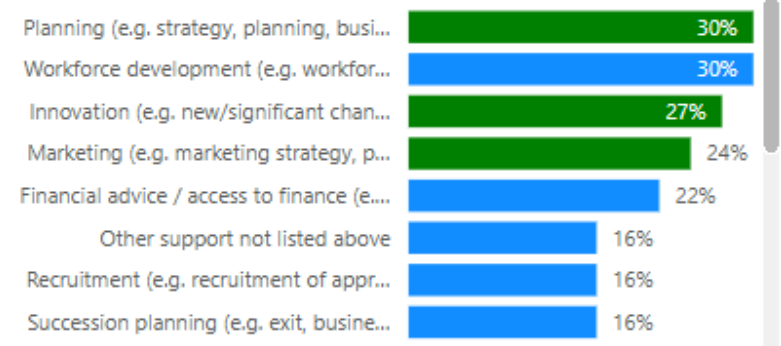 Planning (e.g. strategy, planning, busi... 30%
Workforce development (e.g. workfor... 30%
Innovation (e.g. new/significant chan... 27%
Marketing (e.g. marketing strategy, p... 24%
Financial advice / access to finance (e.... 22%
Other support not listed above 16%
Recruitment (e.g. recruitment of appr... 16%
Succession planning (e.g. exit, busine... 16%